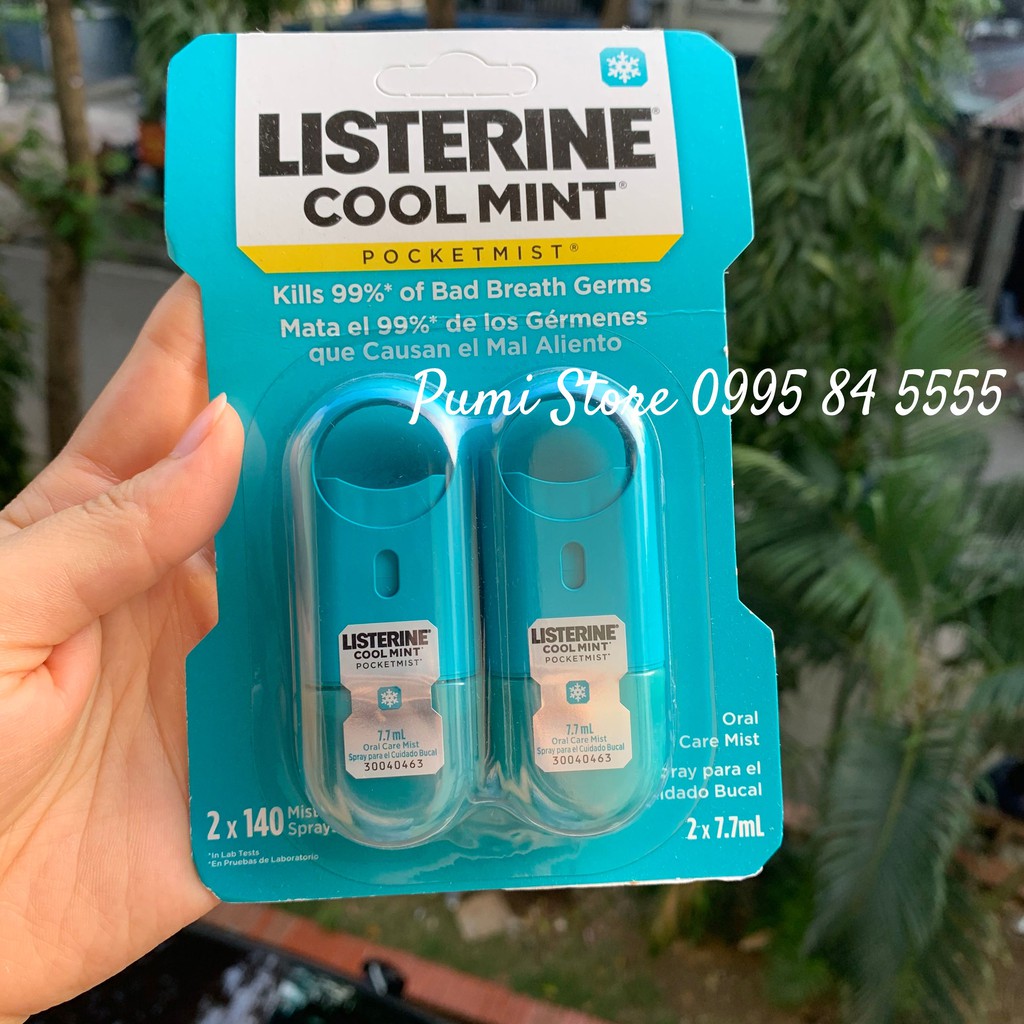 LISTERINE®
COOL MINT®
POCKETMIST®
Kills 99%* of Bad Breath Germs
Mata el 99%* de los Gérmenes
que Causan el Mal Aliento
Pumi Store 0995 84 5555
LISTERINE®
COOL MINT®
POCKETMIST®
7.7 mL
Oral Care Mist
Spray para el Cuidado Bucal
30040463
LISTERINE®
COOL MINT®
POCKETMIST®
7.7 mL
Oral Care Mist
Spray para el Cuidado Bucal
30040463
Oral
Care Mist
pray para el
idado Bucal
2 x 7.7mL
2 x 140 Mist
Spray
*In Lab Tests
*En Pruebas de Laboratorio